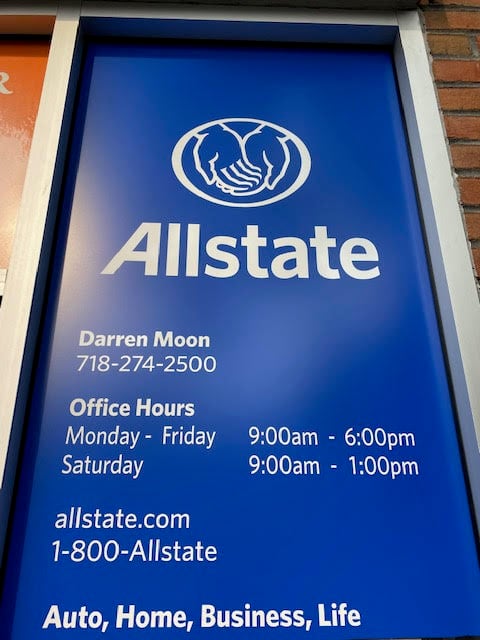 R
Allstate
Darren Moon
718-274-2500
Office Hours
Monday - Friday 9:00am - 6:00pm
Saturday 9:00am - 1:00pm
allstate.com
1-800-Allstate
Auto, Home, Business, Life